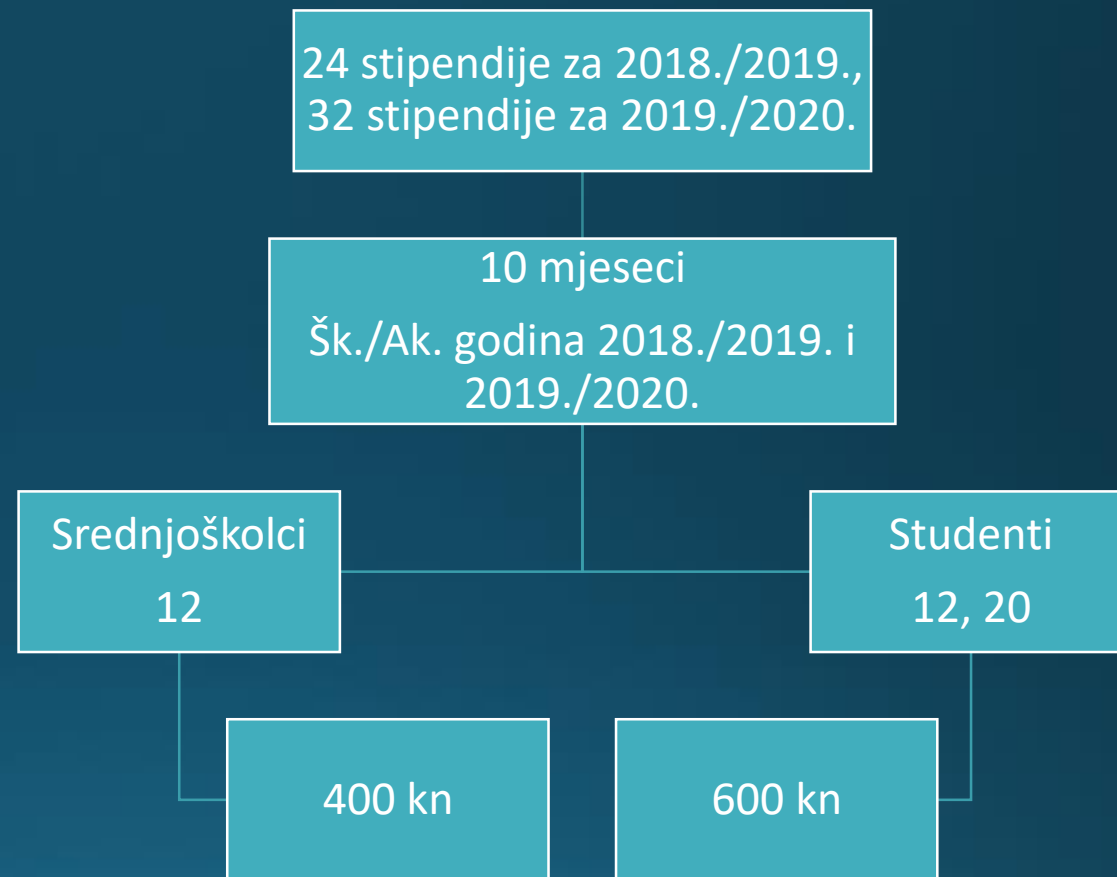 24 stipendije za 2018./2019.,
32 stipendije za 2019./2020.
10 mjeseci
Šk./Ak. godina 2018./2019. i
2019./2020.
Srednjoškolci
12
Studenti
12, 20
400 kn
600 kn